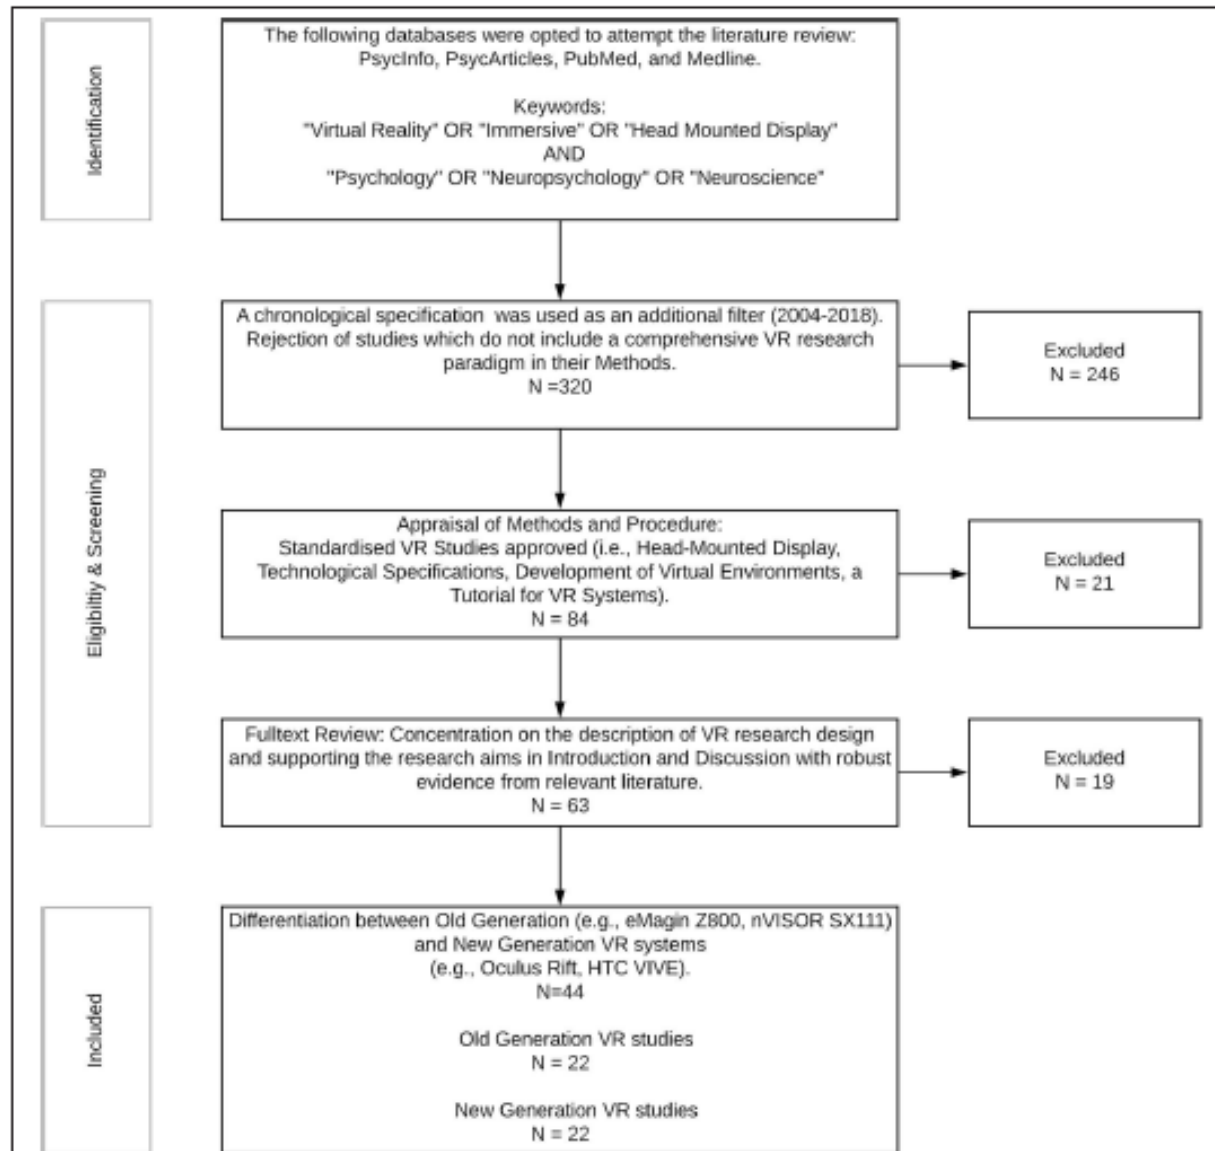 Identification
The following databases were opted to attempt the literature review:
PsycInfo, PsycArticles, PubMed, and Medline.
Keywords:
"Virtual Reality" OR "Immersive" OR "Head Mounted Display"
AND
"Psychology" OR "Neuropsychology" OR "Neuroscience"
Eligibiltiy & Screening
A chronological specification was used as an additional filter (2004-2018).
Rejection of studies which do not include a comprehensive VR research
paradigm in their Methods.
N =320
Excluded
N = 246
Appraisal of Methods and Procedure:
Standardised VR Studies approved (i.e., Head-Mounted Display,
Technological Specifications, Development of Virtual Environments, a
Tutorial for VR Systems).
N = 84
Excluded
N = 21
Fulltext Review: Concentration on the description of VR research design
and supporting the research aims in Introduction and Discussion with robust
evidence from relevant literature.
N = 63
Excluded
N = 19
Included
Differentiation between Old Generation (e.g., eMagin Z800, nVISOR SX111)
and New Generation VR systems
(e.g., Oculus Rift, HTC VIVE).
N=44
Old Generation VR studies
N = 22
New Generation VR studies
N = 22